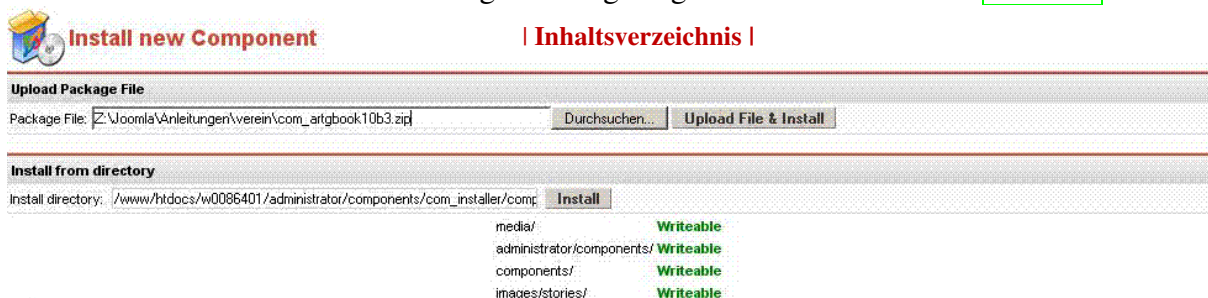 Install new Component
| Inhaltsverzeichnis |
Upload Package File
Package File: Z:\Joomla\Anleitungen\verein\com_artgbook10b3.zip Durchsuchen... Upload File & Install
Install from directory
Install directory: /www/htdocs/w0086401/administrator/components/com_installer/comp Install
media/ Writeable
administrator/components/ Writeable
components/ Writeable
images/stories/ Writeable